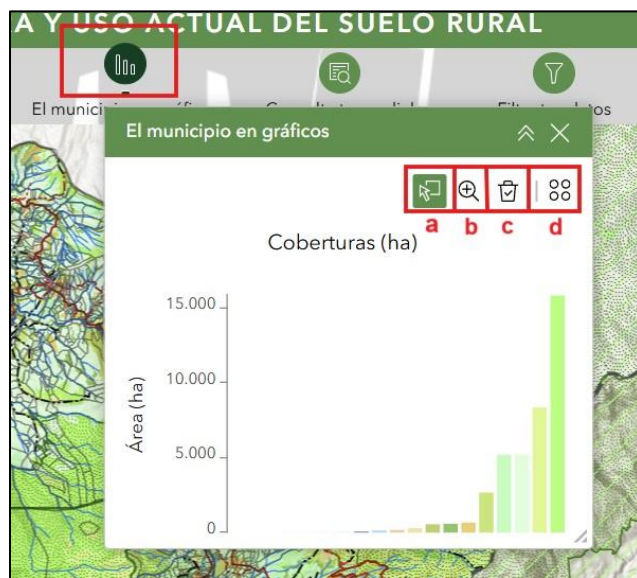 A Y USO ACTUAL DEL SUELO RURAL
El municipio en gráficos
a b c d
Coberturas (ha)
Área (ha)
15.000
10.000
5.000
0